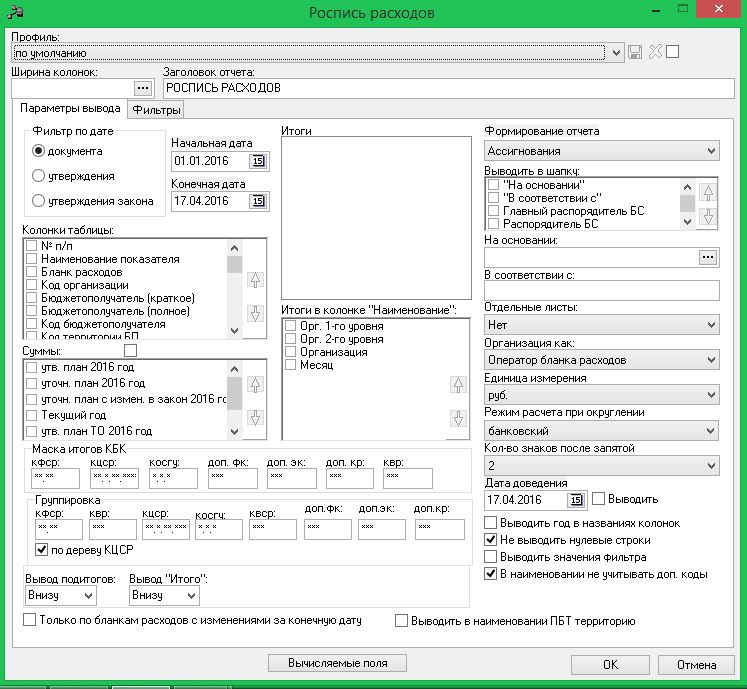 Роспись расходов
Профиль:
по умолчанию
Ширина колонок: Заголовок отчета:
... РОСПИСЬ РАСХОДОВ
Параметры вывода Фильтры
Фильтр по дате
документа
утверждения
утверждения закона
Начальная дата
01.01.2016 15
Конечная дата
17.04.2016 15
Колонки таблицы:
№ п/п
Наименование показателя
Бланк расходов
Код организации
Бюджетополучатель (краткое)
Бюджетополучатель (полное)
Код бюджетополучателя
Код территории БП
Суммы:
утв. план 2016 год
уточн. план 2016 год
уточн. план с измен. в закон 2016 го
Текущий год
утв. план ТО 2016 год
Итоги
Итоги в колонке "Наименование":
Орг. 1-го уровня
Орг. 2-го уровня
Организация
Месяц
Формирование отчета
Ассигнования
Выводить в шапку:
"На основании"
"В соответствии с"
Главный распорядитель БС
Распорядитель БС
На основании:
...
В соответствии с:
Отдельные листы:
Нет
Организация как:
Оператор бланка расходов
Единица измерения
руб.
Режим расчета при округлении
банковский
Кол-во знаков после запятой
2
Дата доведения
17.04.2016 15 Выводить
Выводить год в названиях колонок
Не выводить нулевые строки
Выводить значения фильтра
В наименовании не учитывать доп. коды
Маска итогов КБК
кфср: кцср: косгу: доп. фк: доп. эк: доп. кр: квр:
xx.xx xx.x.xx.xxxx x.x.x xxx xxx xxx xxx
Группировка
кфср: квр: кцср: косгу: квср: доп.фк: доп.эк: доп.кр:
xx.xx xxx xx.x.xx.xxx x.x.x xxx xxx xxx xxx
по дереву КЦСР
Вывод подитогов: Вывод "Итого":
Внизу Внизу
Только по бланкам расходов с изменениями за конечную дату Выводить в наименовании ПБТ территорию
Вычисляемые поля OK Отмена